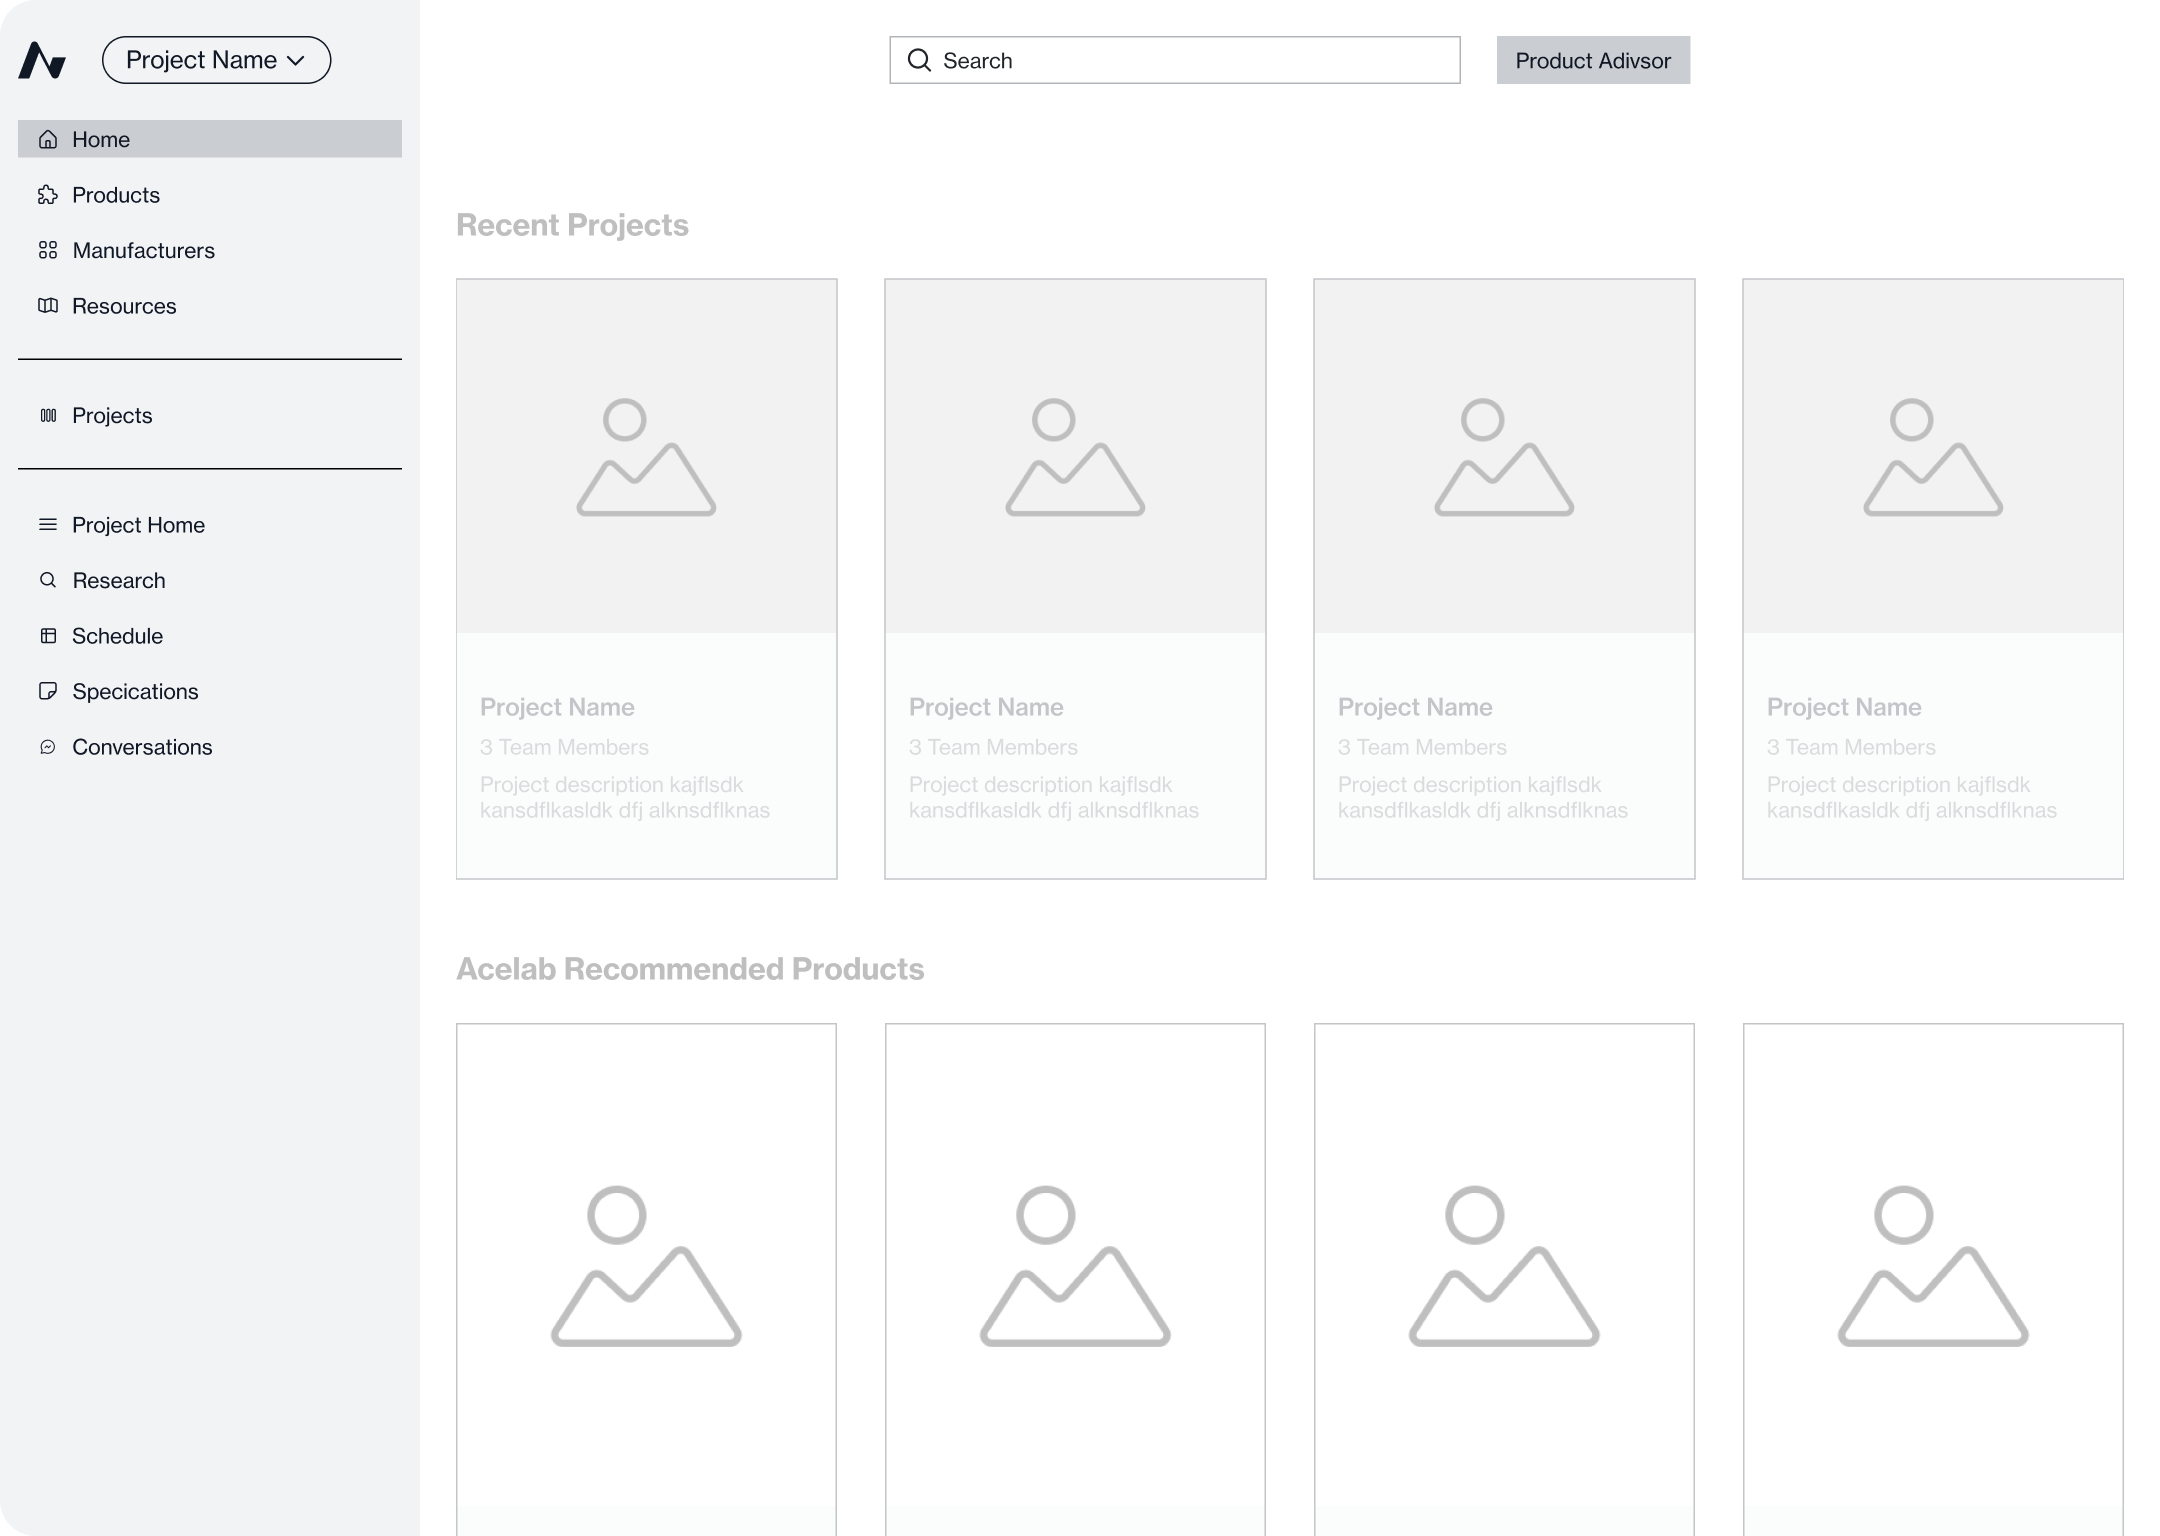 Project Name
Search
Product Adivsor
Home
Products
Manufacturers
Resources
Projects
Project Home
Research
Schedule
Specications
Conversations
Recent Projects
Project Name
3 Team Members
Project description kajflsdk
kansdflkasldk dfj alknsdflknas
Project Name
3 Team Members
Project description kajflsdk
kansdflkasldk dfj alknsdflknas
Project Name
3 Team Members
Project description kajflsdk
kansdflkasldk dfj alknsdflknas
Project Name
3 Team Members
Project description kajflsdk
kansdflkasldk dfj alknsdflknas
Acelab Recommended Products